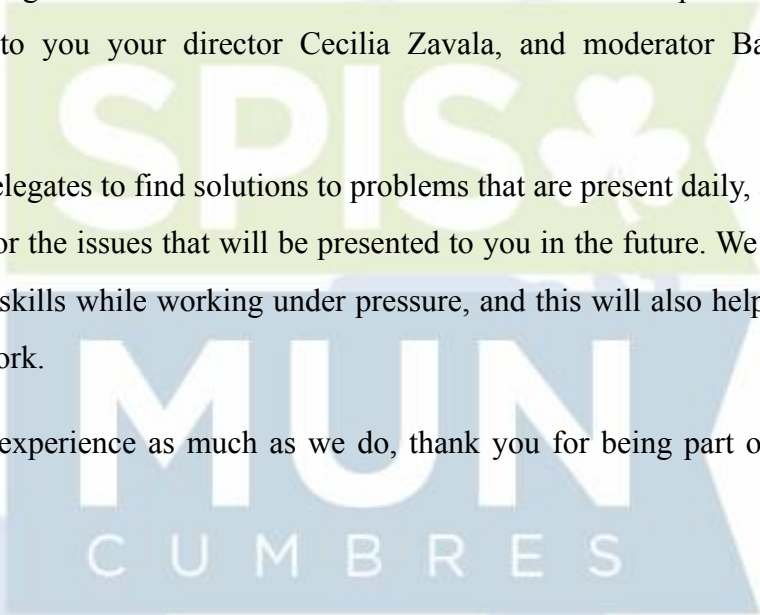 to you your director Cecilia Zavala, and moderator
SPIS
elegates to find solutions to problems that are present daily,
or the issues that will be presented to you in the future. We
skills while working under pressure, and this will also help
ork.
MUN
experience as much as we do, thank you for being part
CUMBRES